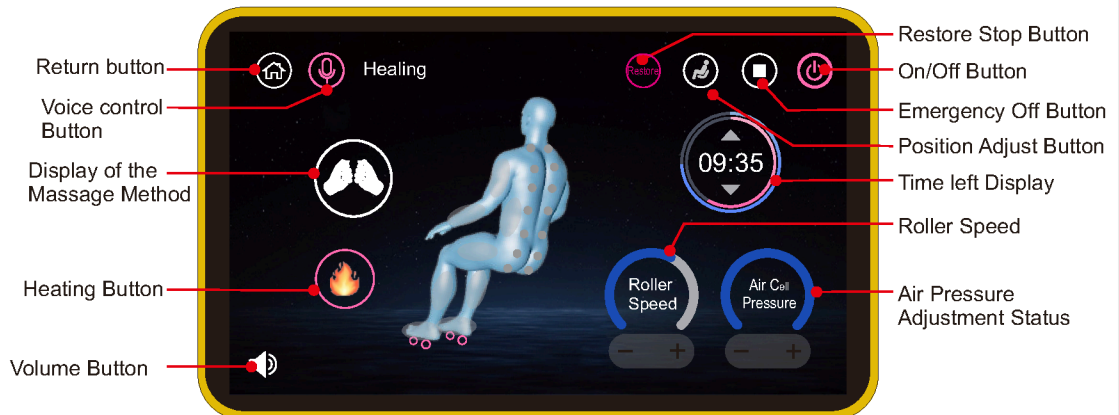 Return button
Voice control
Button
Display of the
Massage Method
Heating Button
Volume Button
Healing
Restore
09:35
Roller
Speed
Air Cell
Pressure
− +
− +
Restore Stop Button
On/Off Button
Emergency Off Button
Position Adjust Button
Time left Display
Roller Speed
Air Pressure
Adjustment Status